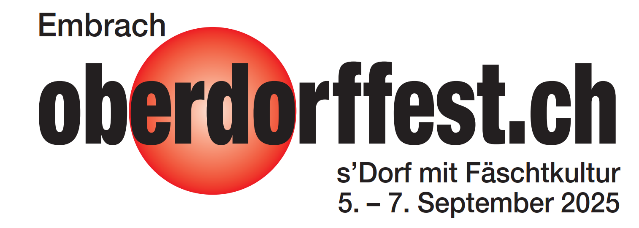 Embrach
oberdorffest.ch
s’Dorf mit Fäschtkultur
5. – 7. September 2025